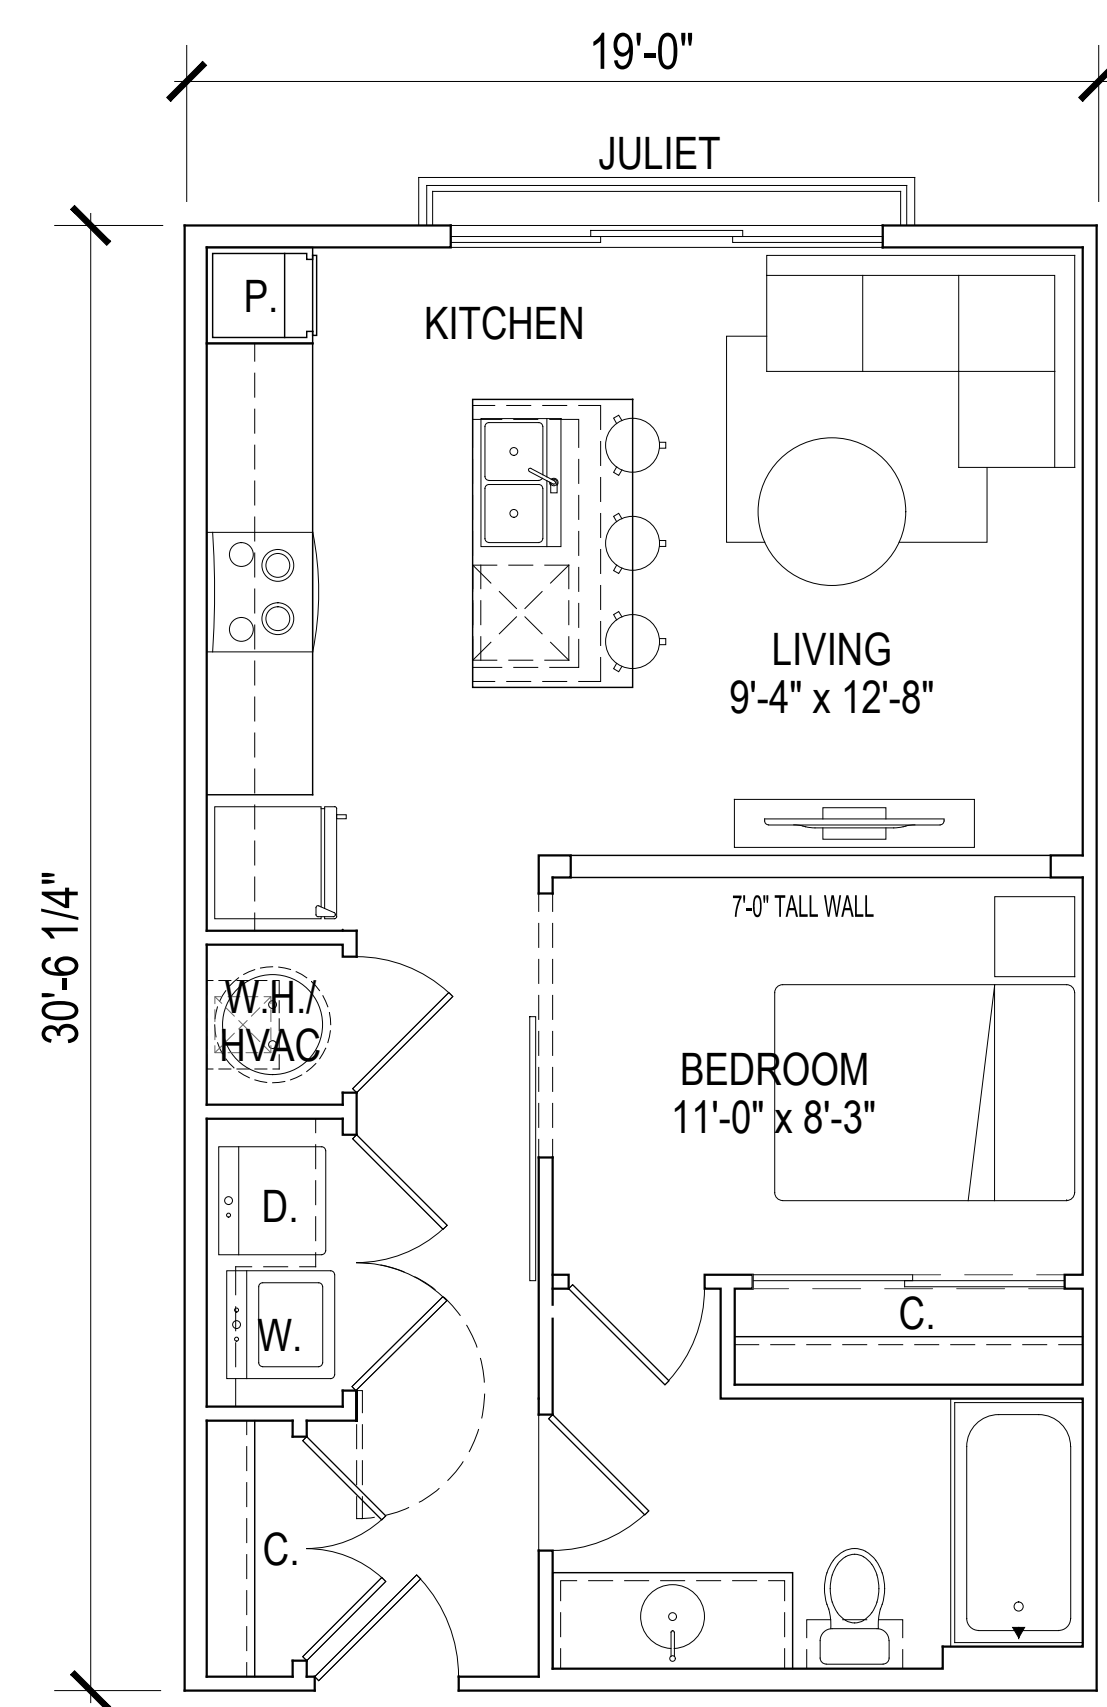 19'-0"
JULIET
P.
KITCHEN
LIVING
9'-4" x 12'-8"
30'-6 1/4"
7'-0" TALL WALL
W.H./
HVAC
BEDROOM
11'-0" x 8'-3"
D.
W.
C.
C.